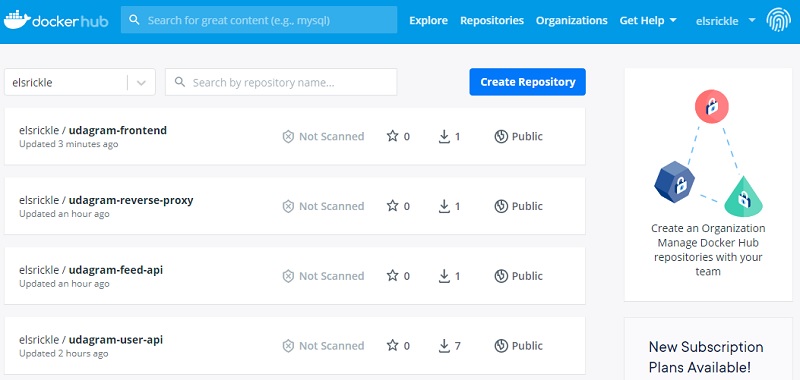 dockerhub
Search for great content (e.g., mysql)
Explore
Repositories
Organizations
Get Help
elsrickle
elsrickle
Search by repository name...
Create Repository
elsrickle / udagram-frontend
Updated 3 minutes ago
Not Scanned
0
1
Public
elsrickle / udagram-reverse-proxy
Updated an hour ago
Not Scanned
0
1
Public
elsrickle / udagram-feed-api
Updated an hour ago
Not Scanned
0
1
Public
elsrickle / udagram-user-api
Updated 2 hours ago
Not Scanned
0
7
Public
Create an Organization
Manage Docker Hub
repositories with your
team
New Subscription
Plans Available!